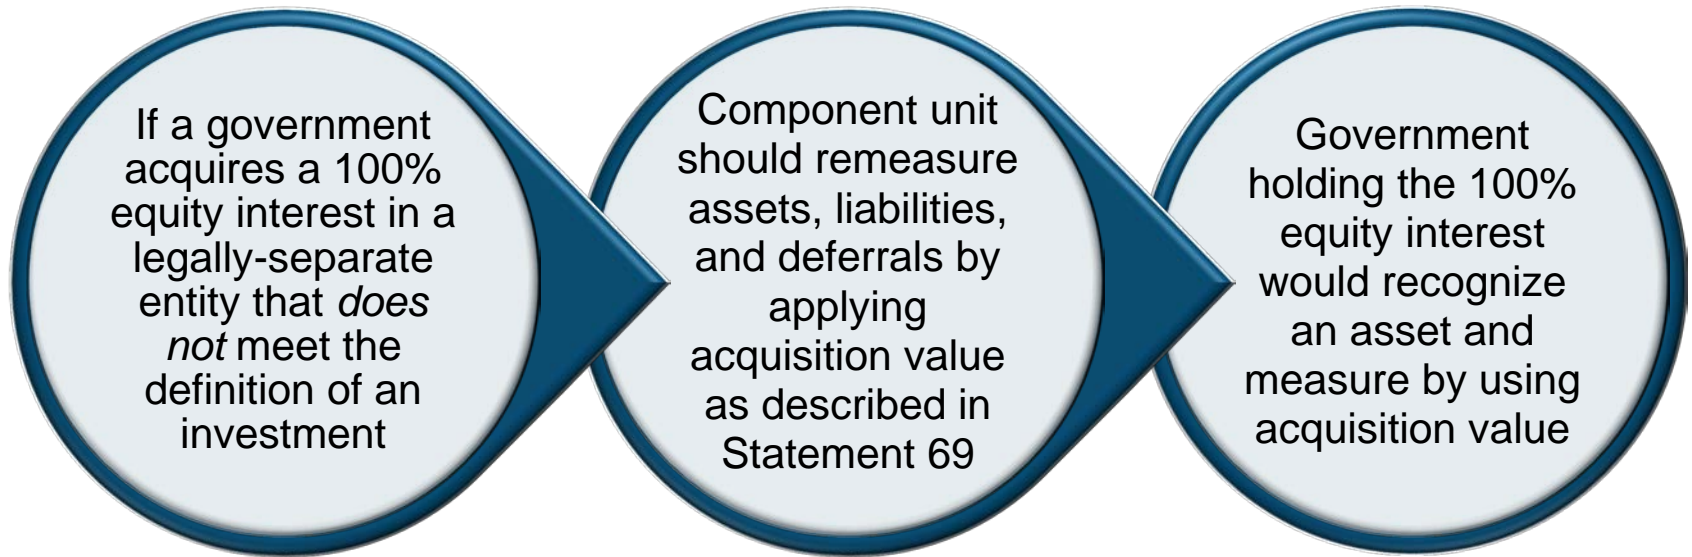 If a government
acquires a 100%
equity interest in a
legally-separate
entity that does
not meet the
definition of an
investment
Component unit
should remeasure
assets, liabilities,
and deferrals by
applying
acquisition value
as described in
Statement 69
Government
holding the 100%
equity interest
would recognize
an asset and
measure by using
acquisition value